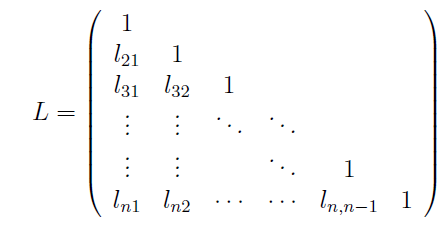 1
l₂₁ 1
l₃₁ l₃₂ 1
⋮ ⋮ ⋱ ⋱
L =
⋮ ⋮ ⋱ 1
lₙ₁ lₙ₂ ⋯ ⋯ lₙ,ₙ₋₁ 1